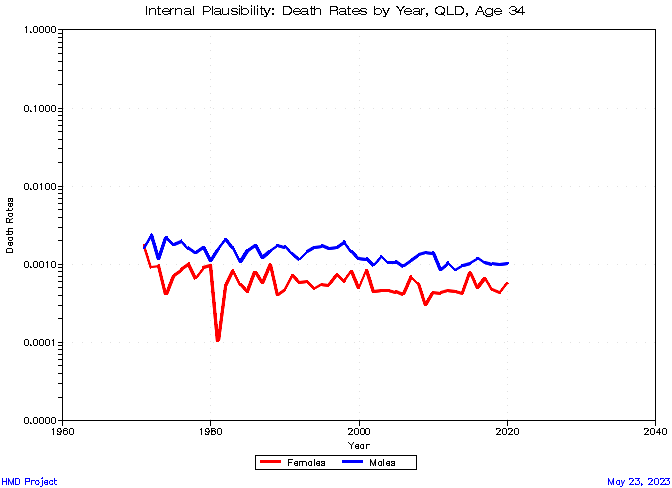 Internal Plausibility: Death Rates by Year, QLD, Age 34
1.0000
0.1000
0.0100
0.0010
0.0001
0.0000
Death Rates
1960 1980 2000 2020 2040
Year
Females Males
HMD Project May 23, 2023